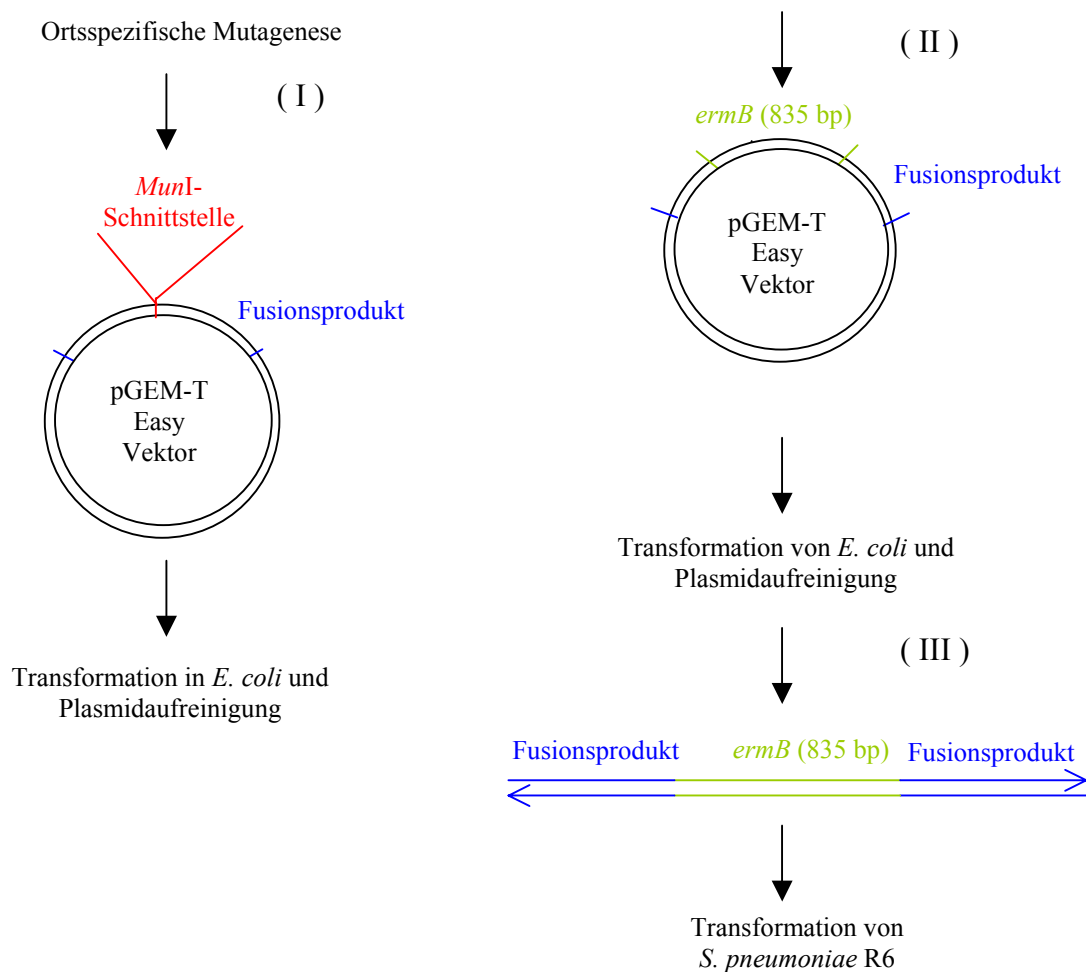 Ortsspezifische Mutagenese
( I )
MunI-
Schnittstelle
Fusionsprodukt
pGEM-T
Easy
Vektor
Transformation in E. coli und
Plasmidaufreinigung
( II )
ermB (835 bp)
Fusionsprodukt
pGEM-T
Easy
Vektor
Transformation von E. coli und
Plasmidaufreinigung
( III )
Fusionsprodukt ermB (835 bp) Fusionsprodukt
Transformation von
S. pneumoniae R6